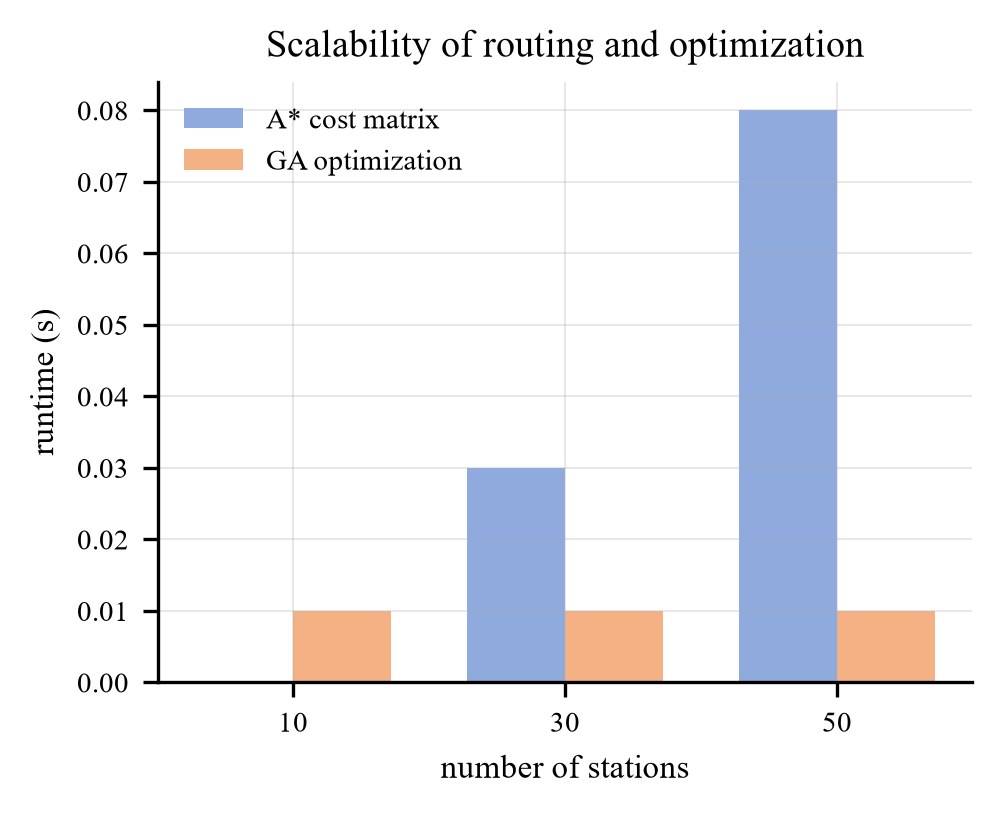 Scalability of routing and optimization
A* cost matrix
GA optimization
0.08
0.07
0.06
0.05
0.04
0.03
0.02
0.01
0.00
runtime (s)
10 30 50
number of stations